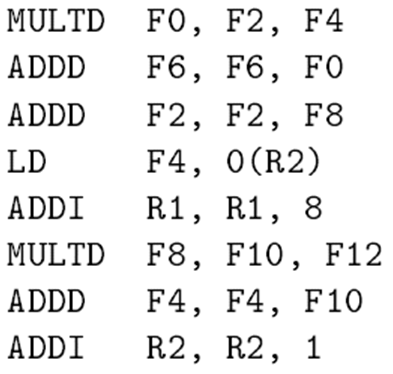 MULTD F0, F2, F4
ADDD F6, F6, F0
ADDD F2, F2, F8
LD F4, 0(R2)
ADDI R1, R1, 8
MULTD F8, F10, F12
ADDD F4, F4, F10
ADDI R2, R2, 1